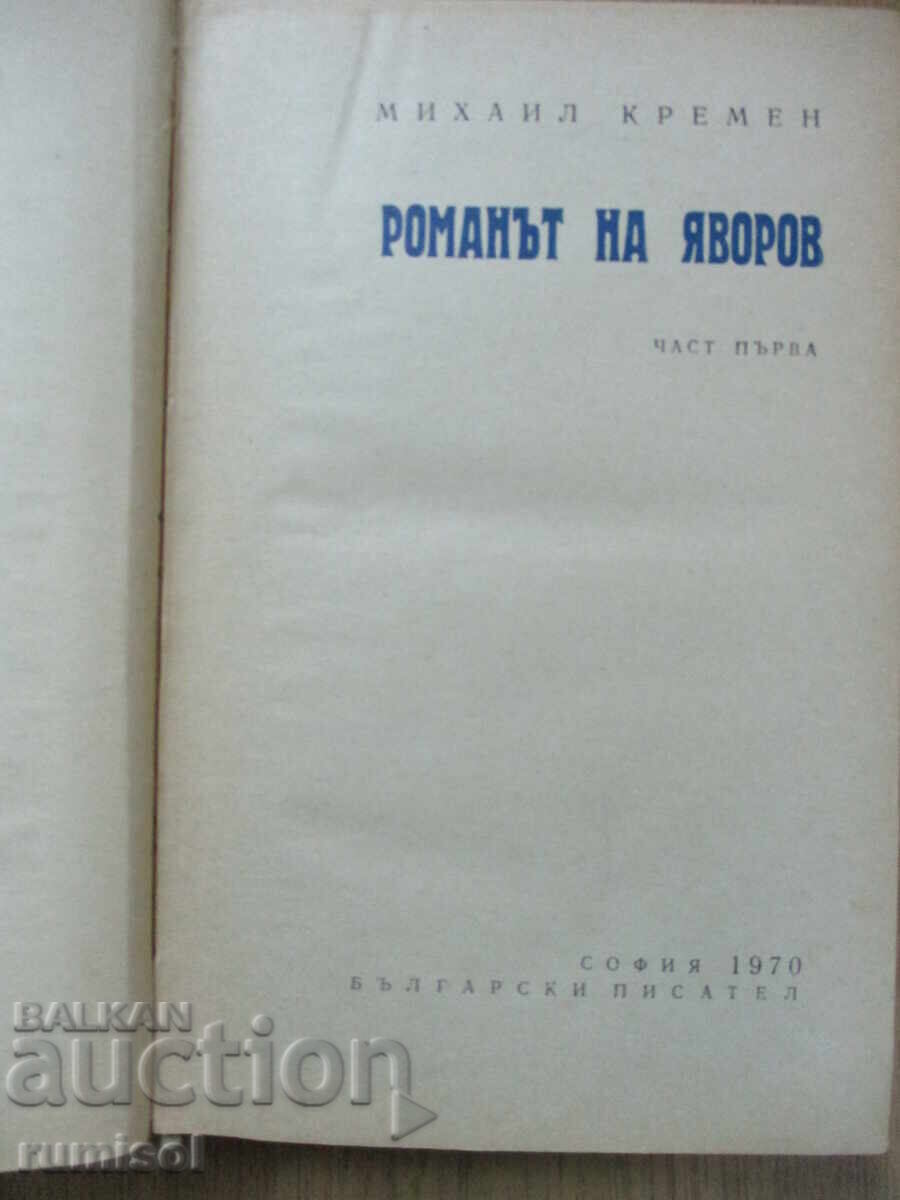 МИХАИЛ КРЕМЕН
РОМАНЪТ НА ЯВОРОВ
ЧАСТ ПЪРВА
СОФИЯ 1970
БЪЛГАРСКИ ПИСАТЕЛ
BALKAN
auction
rumisol